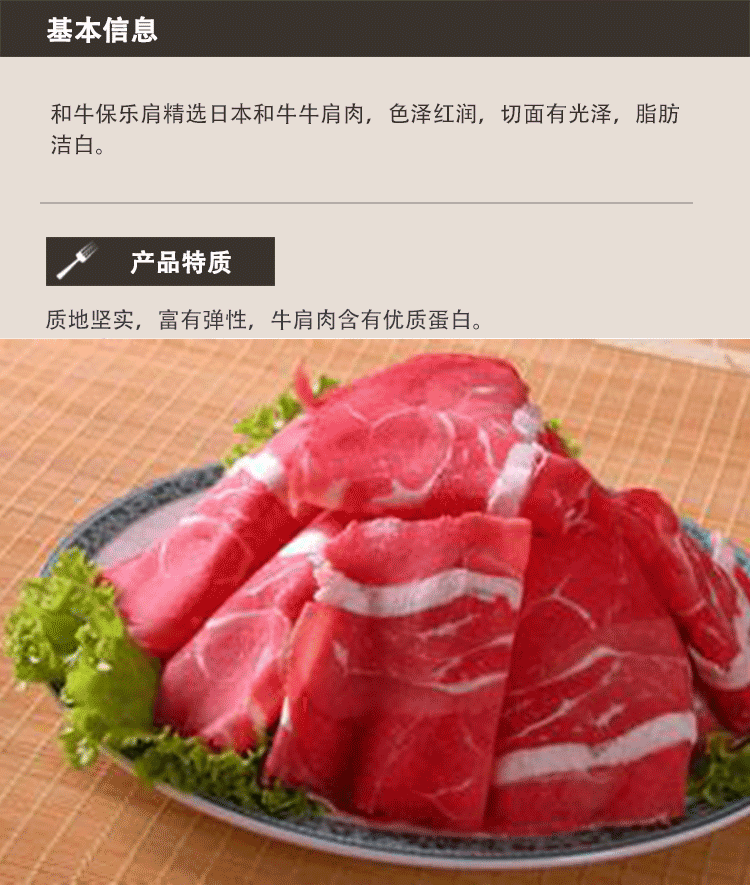 基本信息
和牛保乐肩精选日本和牛牛肩肉，色泽红润，切面有光泽，脂肪
洁白。
产品特质
质地坚实，富有弹性，牛肩肉含有优质蛋白。